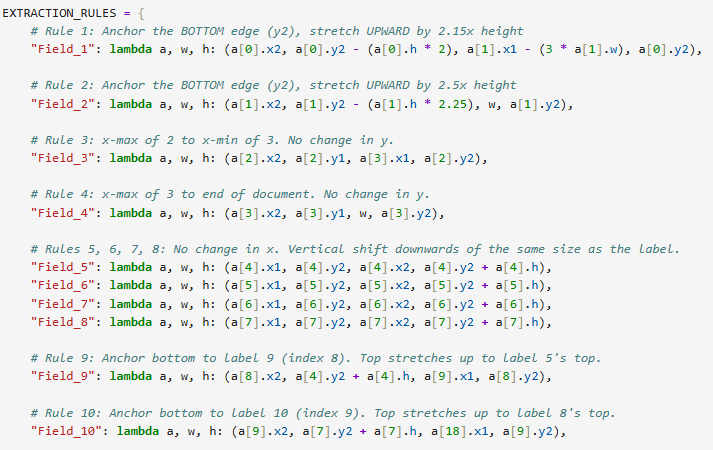 EXTRACTION_RULES = {
# Rule 1: Anchor the BOTTOM edge (y2), stretch UPWARD by 2.15x height
"Field_1": lambda a, w, h: (a[0].x2, a[0].y2 - (a[0].h * 2), a[1].x1 - (3 * a[1].w), a[0].y2),
# Rule 2: Anchor the BOTTOM edge (y2), stretch UPWARD by 2.5x height
"Field_2": lambda a, w, h: (a[1].x2, a[1].y2 - (a[1].h * 2.25), w, a[1].y2),
# Rule 3: x-max of 2 to x-min of 3. No change in y.
"Field_3": lambda a, w, h: (a[2].x2, a[2].y1, a[3].x1, a[2].y2),
# Rule 4: x-max of 3 to end of document. No change in y.
"Field_4": lambda a, w, h: (a[3].x2, a[3].y1, w, a[3].y2),
# Rules 5, 6, 7, 8: No change in x. Vertical shift downwards of the same size as the label.
"Field_5": lambda a, w, h: (a[4].x1, a[4].y2, a[4].x2, a[4].y2 + a[4].h),
"Field_6": lambda a, w, h: (a[5].x1, a[5].y2, a[5].x2, a[5].y2 + a[5].h),
"Field_7": lambda a, w, h: (a[6].x1, a[6].y2, a[6].x2, a[6].y2 + a[6].h),
"Field_8": lambda a, w, h: (a[7].x1, a[7].y2, a[7].x2, a[7].y2 + a[7].h),
# Rule 9: Anchor bottom to label 9 (index 8). Top stretches up to label 5's top.
"Field_9": lambda a, w, h: (a[8].x2, a[4].y2 + a[4].h, a[9].x1, a[8].y2),
# Rule 10: Anchor bottom to label 10 (index 9). Top stretches up to label 8's top.
"Field_10": lambda a, w, h: (a[9].x2, a[7].y2 + a[7].h, a[18].x1, a[9].y2),